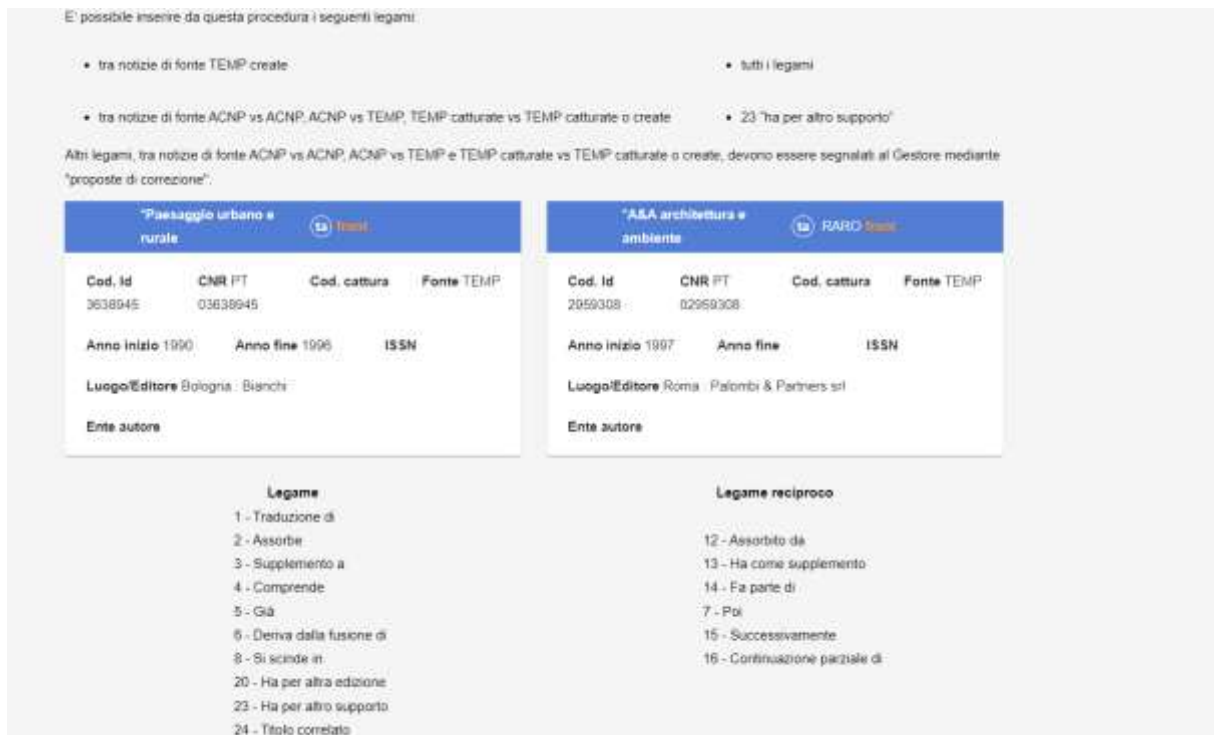 E' possibile inserire da questa procedura i seguenti legami:
• tra notizie di fonte TEMP create
• tutti i legami
• tra notizie di fonte ACNP vs ACNP, ACNP vs TEMP, TEMP catturate vs TEMP catturate o create
• 23 "ha per altro supporto"
Altri legami, tra notizie di fonte ACNP vs ACNP, ACNP vs TEMP e TEMP catturate vs TEMP catturate o create, devono essere segnalati al Gestore mediante
"proposte di correzione".
*Paesaggio urbano e
rurale
ta
*A&A architettura e
ambiente
ta RARO
Cod. Id CNR PT Cod. cattura Fonte TEMP
3638945 03638945
Anno inizio 1990 Anno fine 1996 ISSN
Luogo/Editore Bologna : Bianchi
Ente autore
Cod. Id CNR PT Cod. cattura Fonte TEMP
2959308 02959308
Anno inizio 1997 Anno fine ISSN
Luogo/Editore Roma : Palombi & Partners srl
Ente autore
Legame Legame reciproco
1 - Traduzione di
2 - Assorbe 12 - Assorbito da
3 - Supplemento a 13 - Ha come supplemento
4 - Comprende 14 - Fa parte di
5 - Già 7 - Poi
6 - Deriva dalla fusione di 15 - Successivamente
8 - Si scinde in 16 - Continuazione parziale di
20 - Ha per altra edizione
23 - Ha per altro supporto
24 - Titolo correlato